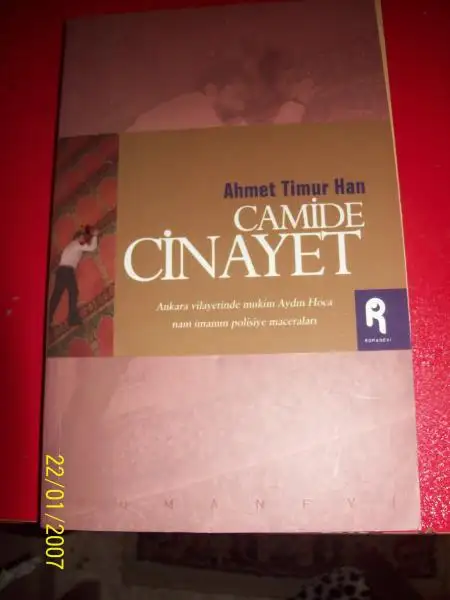 Ahmet Timur Han
CAMİDE
CİNAYET
Ankara vilayetinde mukim Aydın Hoca
nam imamın polisiye maceraları
R
ROMANEVİ
OMANEVİ
22/01/2007